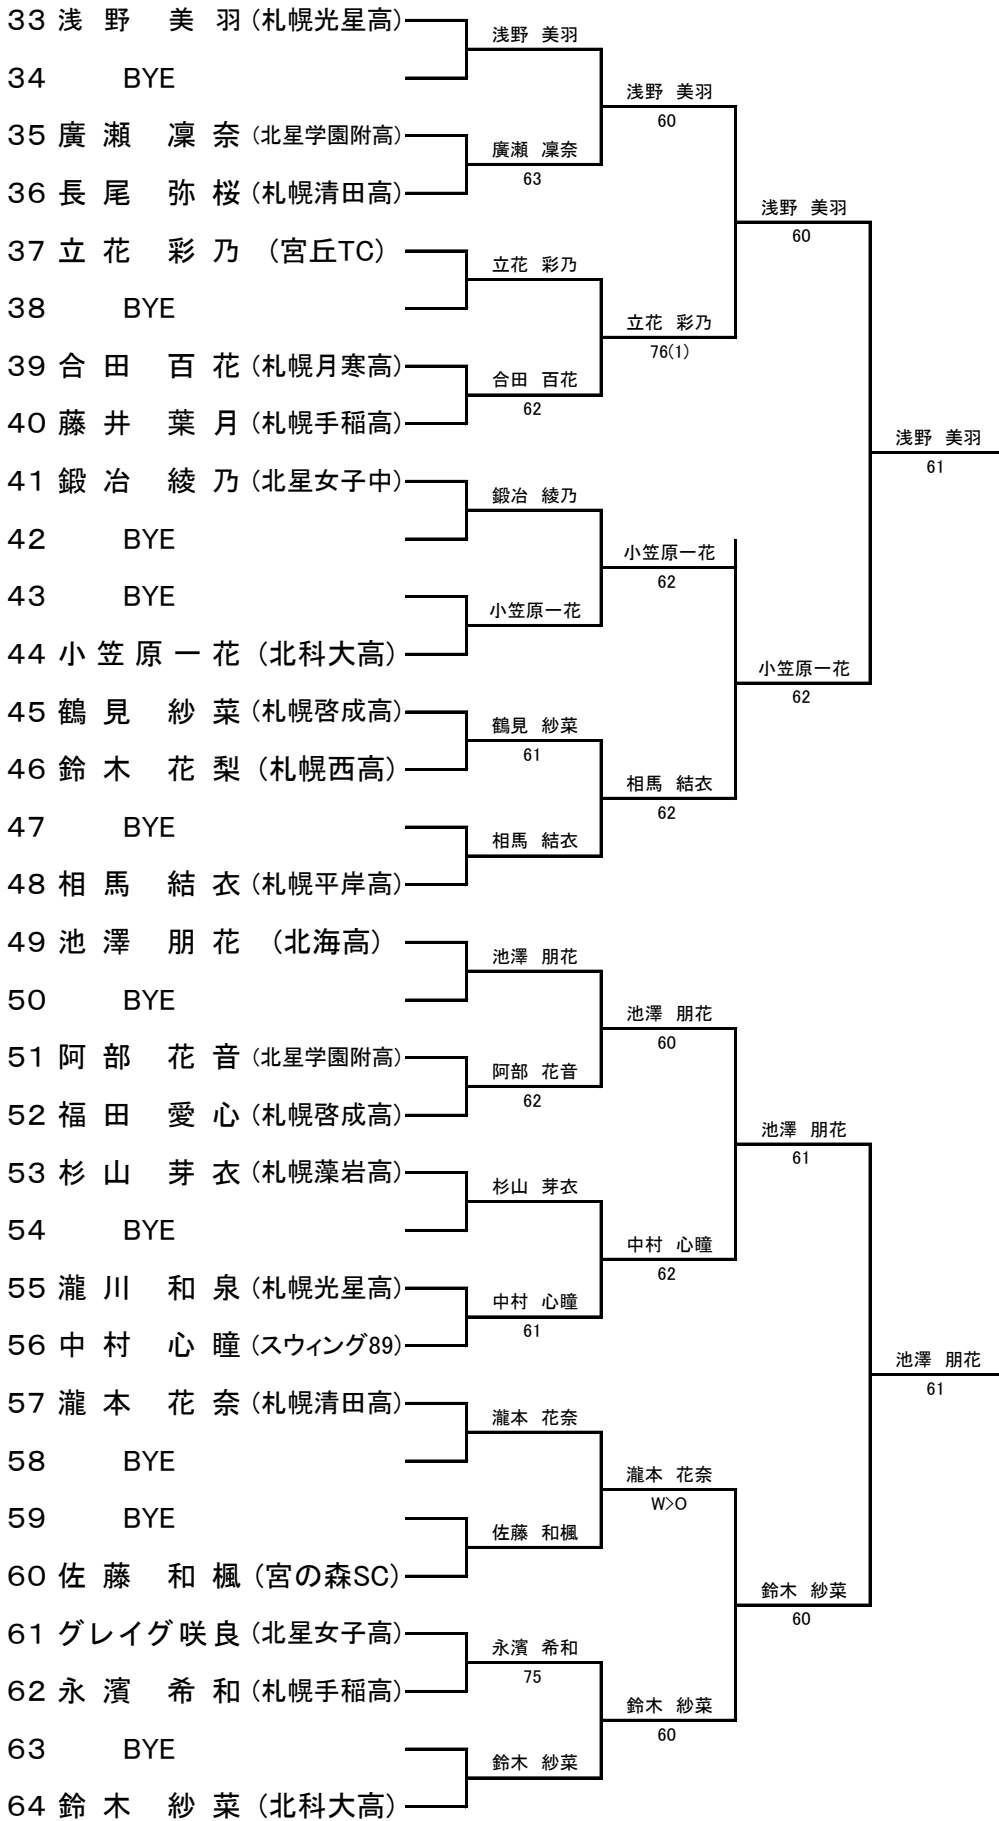 33 浅野 美羽 (札幌光星高)
浅野 美羽
34 BYE
浅野 美羽
60
35 廣瀬 凜奈 (北星学園附高)
廣瀬 凜奈
63
36 長尾 弥桜 (札幌清田高)
浅野 美羽
60
37 立花 彩乃 (宮丘TC)
立花 彩乃
38 BYE
立花 彩乃
76(1)
39 合田 百花 (札幌月寒高)
合田 百花
62
40 藤井 葉月 (札幌手稲高)
浅野 美羽
61
41 鍛冶 綾乃 (北星女子中)
鍛冶 綾乃
42 BYE
小笠原一花
62
43 BYE
小笠原一花
44 小笠原一花 (北科大高)
小笠原一花
62
45 鶴見 紗菜 (札幌啓成高)
鶴見 紗菜
61
46 鈴木 花梨 (札幌西高)
相馬 結衣
62
47 BYE
相馬 結衣
48 相馬 結衣 (札幌平岸高)
49 池澤 朋花 (北海高)
池澤 朋花
50 BYE
池澤 朋花
60
51 阿部 花音 (北星学園附高)
阿部 花音
62
52 福田 愛心 (札幌啓成高)
池澤 朋花
61
53 杉山 芽衣 (札幌藻岩高)
杉山 芽衣
54 BYE
中村 心瞳
62
55 瀧川 和泉 (札幌光星高)
中村 心瞳
61
56 中村 心瞳 (スウィング89)
池澤 朋花
61
57 瀧本 花奈 (札幌清田高)
瀧本 花奈
58 BYE
瀧本 花奈
W>O
59 BYE
佐藤 和楓
60 佐藤 和楓 (宮の森SC)
鈴木 紗菜
60
61 グレイグ咲良 (北星女子高)
永濱 希和
75
62 永濱 希和 (札幌手稲高)
鈴木 紗菜
60
63 BYE
鈴木 紗菜
64 鈴木 紗菜 (北科大高)